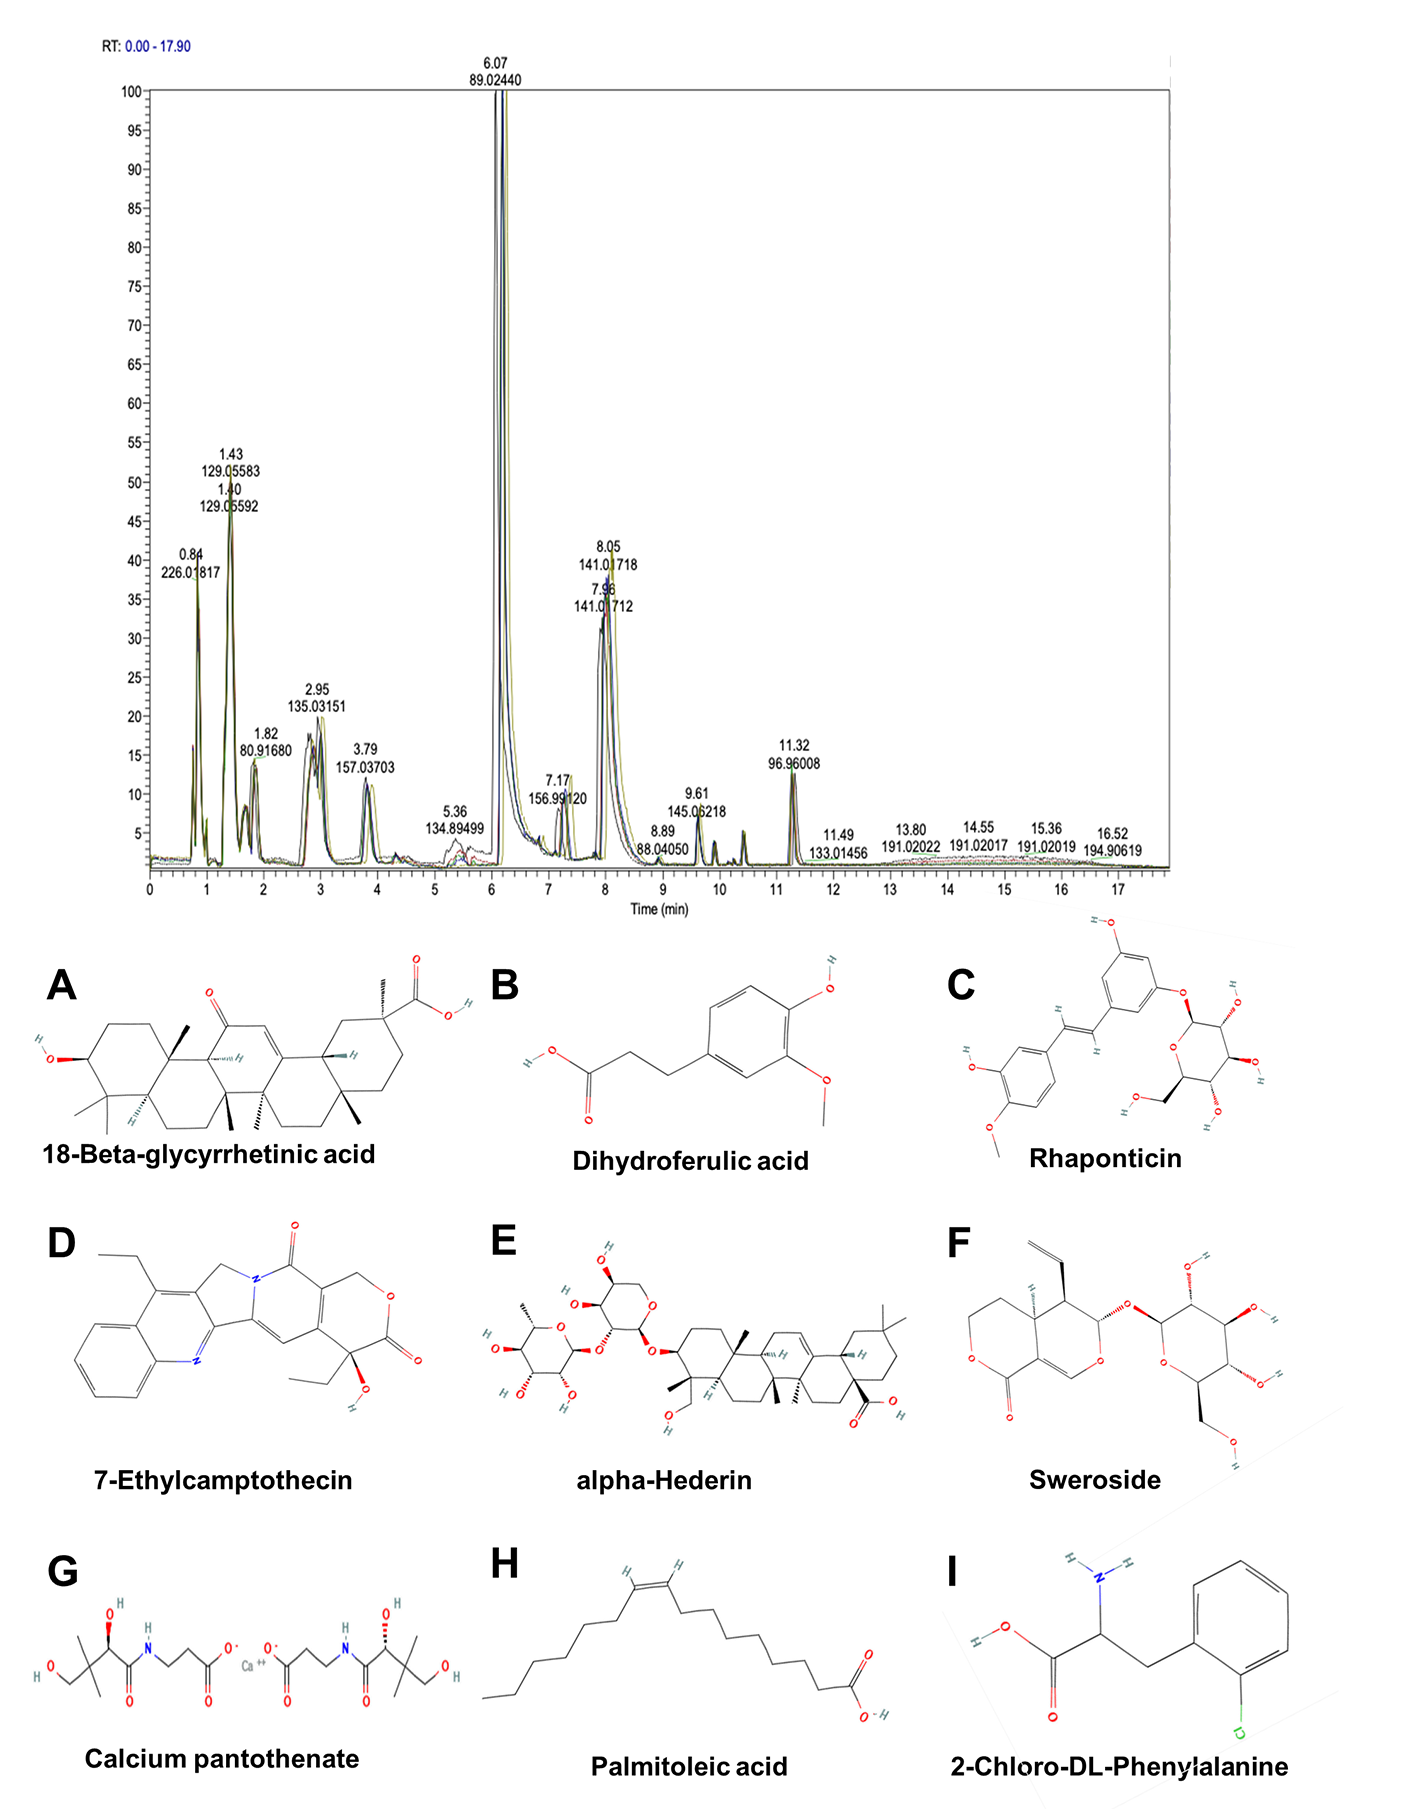 RT: 0.00 - 17.90
6.07
89.02440
100
95
90
85
80
75
70
65
60
55
50
45
40
35
30
25
20
15
10
5
1.43
129.05583
1.40
129.05592
0.84
226.01817
2.95
135.03151
1.82
80.91680
3.79
157.03703
5.36
134.89499
7.17
156.99120
8.05
141.01718
7.96
141.01712
8.89
88.04050
9.61
145.06218
11.32
96.96008
11.49
133.01456
13.80
191.02022
14.55
191.02017
15.36
191.02019
16.52
194.90619
0 1 2 3 4 5 6 7 8 9 10 11 12 13 14 15 16 17
Time (min)
A
18-Beta-glycyrrhetinic acid
B
Dihydroferulic acid
C
Rhaponticin
D
7-Ethylcamptothecin
E
alpha-Hederin
F
Sweroside
G
Ca ++
Calcium pantothenate
H
Palmitoleic acid
I
Cl
2-Chloro-DL-Phenylalanine